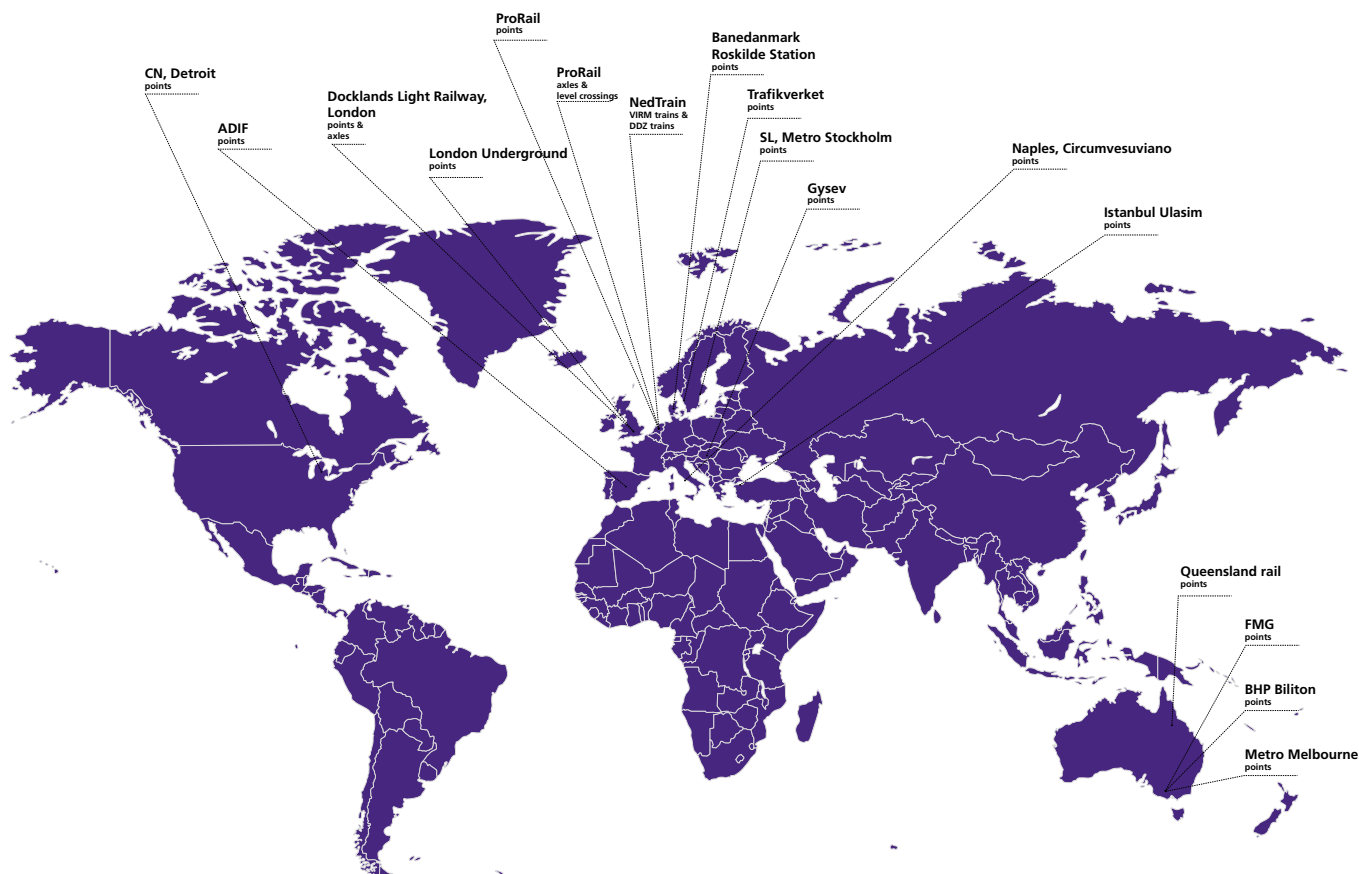 ProRail
points
CN, Detroit
points
ADIF
points
Docklands Light Railway,
London
points &
axles
London Underground
points
ProRail
axles &
level crossings
NedTrain
VIRM trains &
DDZ trains
Banedanmark
Roskilde Station
points
Trafikverket
points
SL, Metro Stockholm
points
Gysev
points
Naples, Circumvesuviano
points
Istanbul Ulasim
points
Queensland rail
points
FMG
points
BHP Biliton
points
Metro Melbourne
points